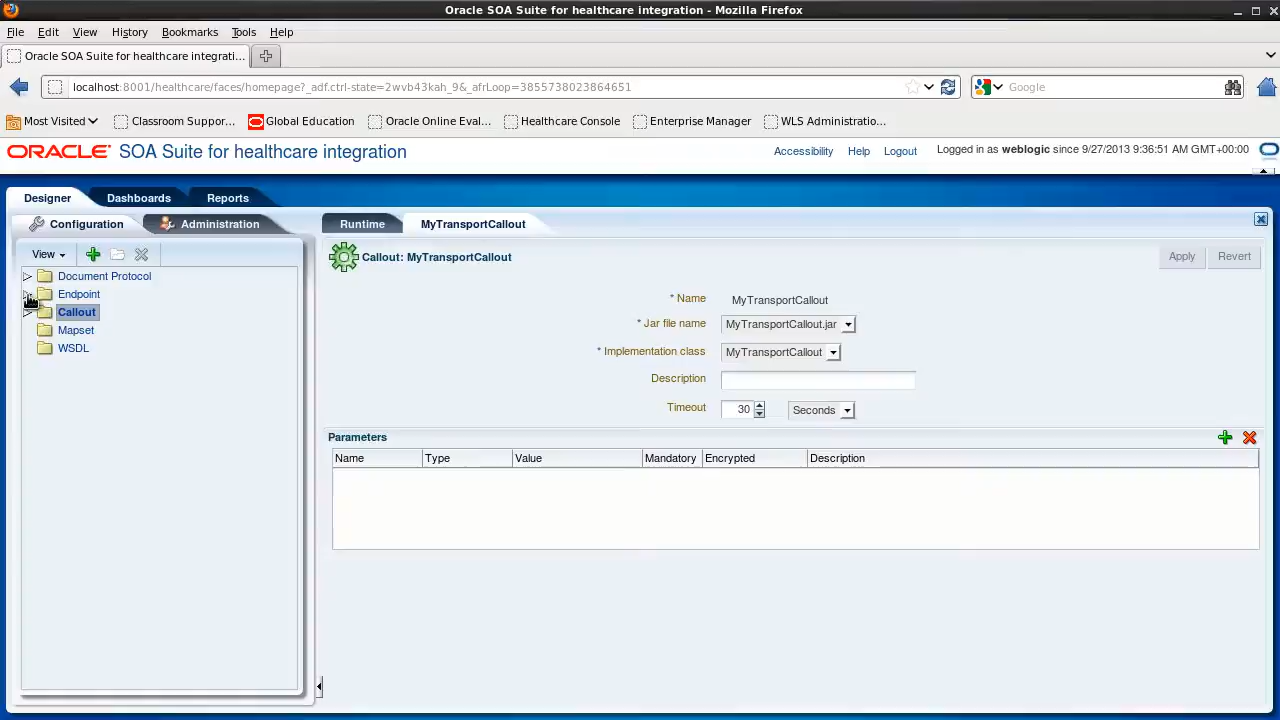 Oracle SOA Suite for healthcare integration - Mozilla Firefox
File Edit View History Bookmarks Tools Help
Oracle SOA Suite for healthcare integrati...
localhost:8001/healthcare/faces/home
se?_adf.ctrl-state=2wvb43kah_9&_afrLoop=3855738023864651
Google
Most Visited Classroom Suppor... Global Education Oracle Online Eval... Healthcare Console Enterprise Manager WLS Administratio...
ORACLE SOA Suite for healthcare integration
Accessibility Help Logout Logged in as weblogic since 9/27/2013 9:36:51 AM GMT+00:00
Designer Dashboards Reports
Configuration Administration
View
Document Protocol
Endpoint
Callout
Mapset
WSDL
Runtime MyTransportCallout
Callout: MyTransportCallout
Apply Revert
* Name MyTransportCallout
* Jar file name MyTransportCallout.jar
* Implementation class MyTransportCallout
Description
Timeout 30 Seconds
Parameters
Name Type Value Mandatory Encrypted Description